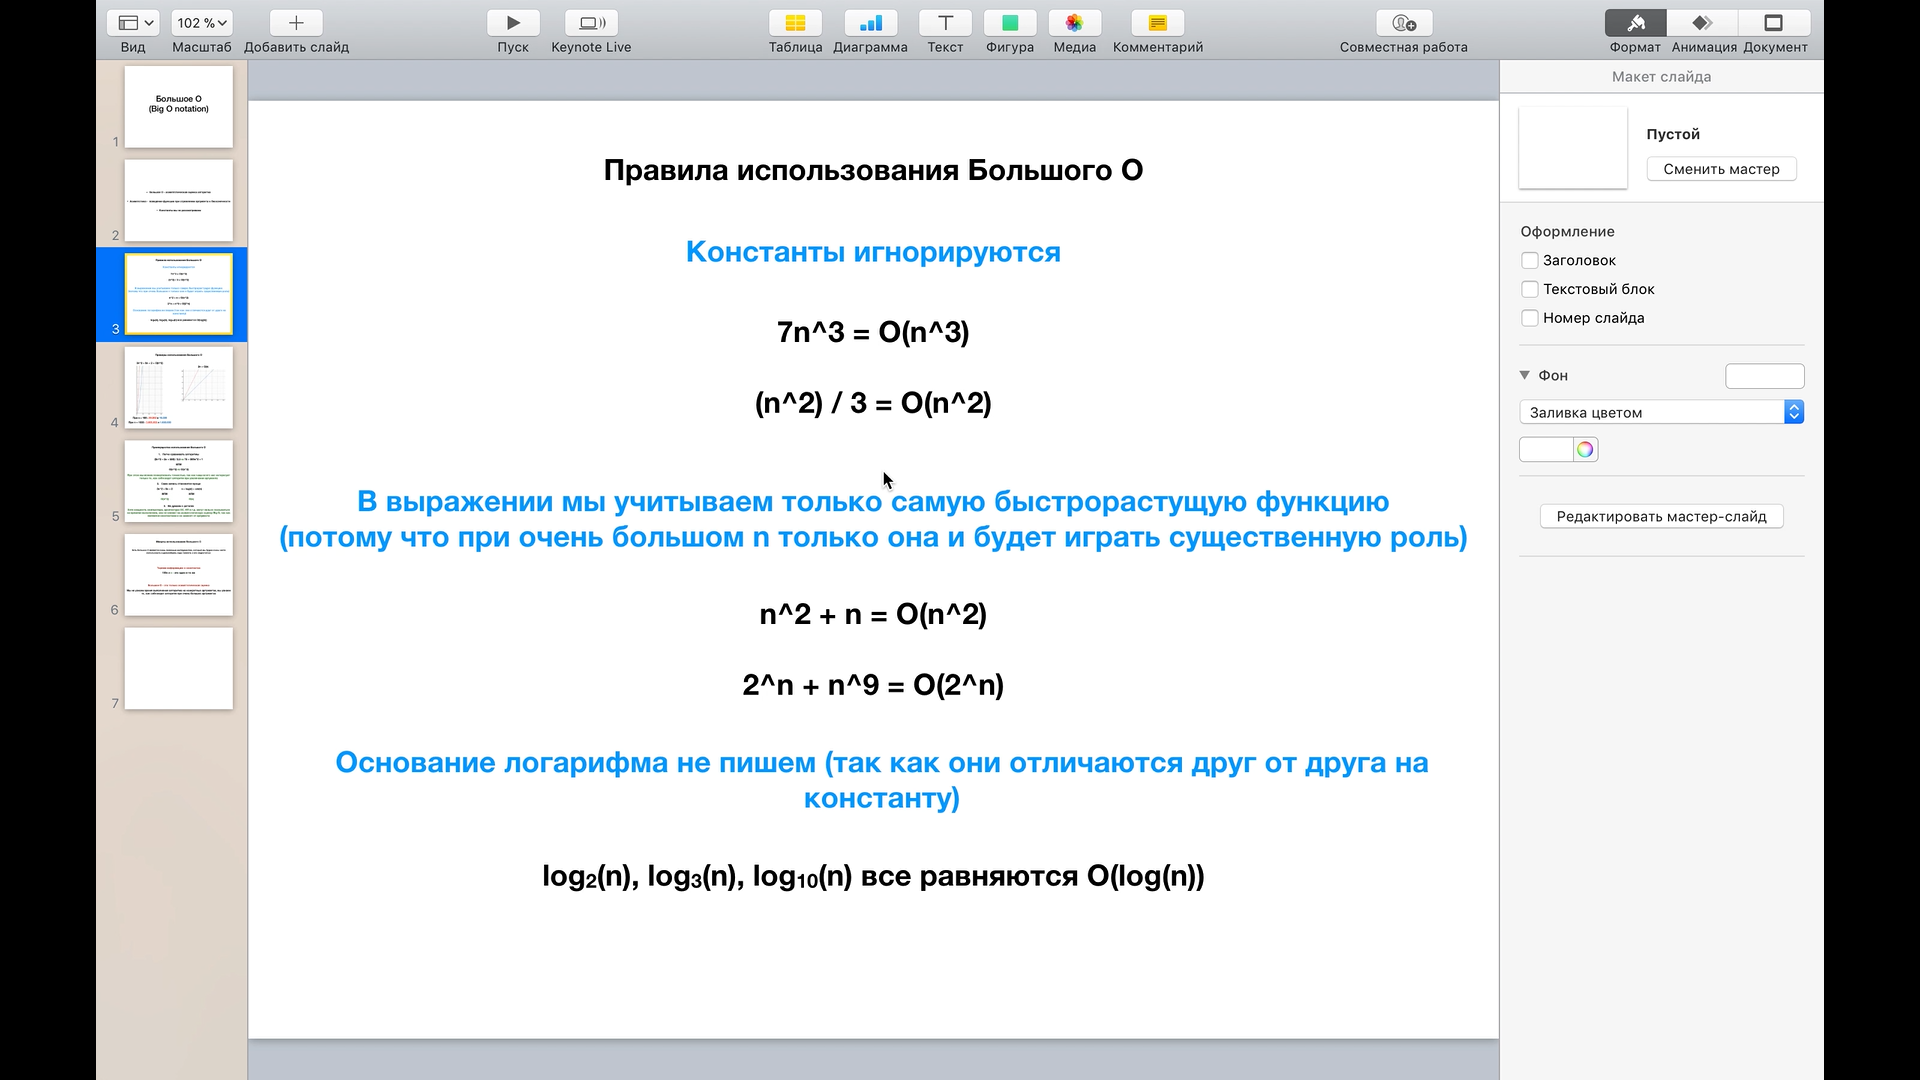 102 %
Вид
Масштаб
Добавить слайд
Пуск
Keynote Live
Таблица
Диаграмма
Текст
Фигура
Медиа
Комментарий
Совместная работа
Формат
Анимация
Документ
Большое О
(Big O notation)
1
2
3
4
5
6
7
Правила использования Большого О
Константы игнорируются
7n^3 = O(n^3)
(n^2) / 3 = O(n^2)
В выражении мы учитываем только самую быстрорастущую функцию
(потому что при очень большом n только она и будет играть существенную роль)
n^2 + n = O(n^2)
2^n + n^9 = O(2^n)
Основание логарифма не пишем (так как они отличаются друг от друга на
константу)
log₂(n), log₃(n), log₁₀(n) все равняются O(log(n))
Макет слайда
Пустой
Сменить мастер
Оформление
Заголовок
Текстовый блок
Номер слайда
Фон
Заливка цветом
Редактировать мастер-слайд